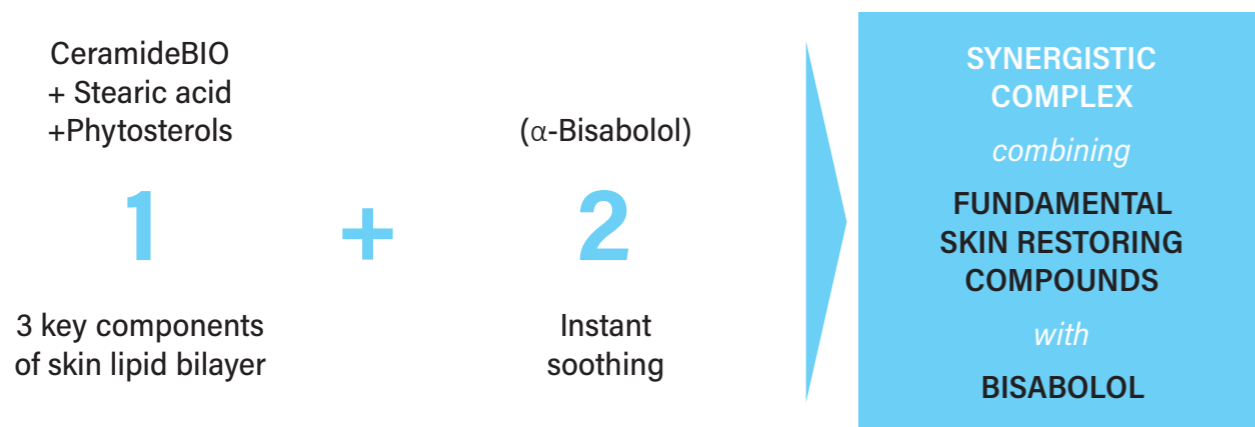 CeramideBIO
+ Stearic acid
+Phytosterols
1
3 key components
of skin lipid bilayer
+
(α-Bisabolol)
2
Instant
soothing
SYNERGISTIC
COMPLEX
combining
FUNDAMENTAL
SKIN RESTORING
COMPOUNDS
with
BISABOLOL